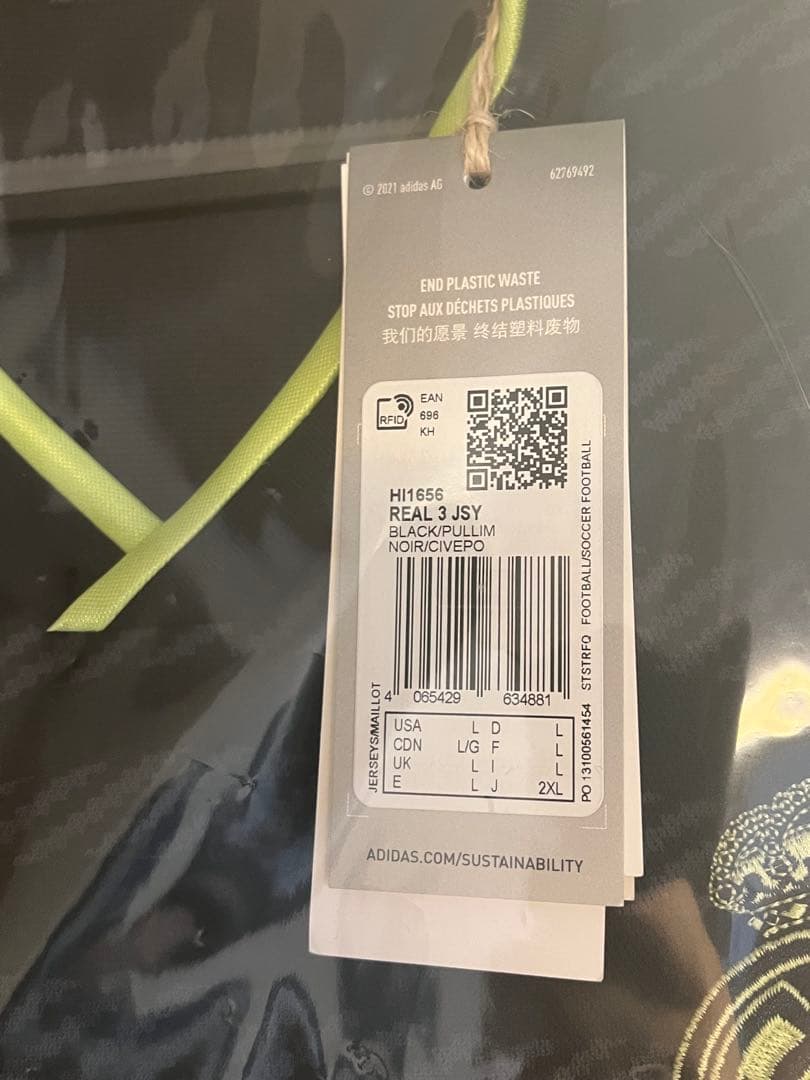 © 2021 adidas AG
62769492
END PLASTIC WASTE
STOP AUX DÉCHETS PLASTIQUES
我们的愿景 终结塑料废物
RFID
EAN
696
KH
HI1656
REAL 3 JSY
BLACK/PULLIM
NOIR/CIVEPO
4 065429 634881
USA L D L
CDN L/G F L
UK L I L
E L J 2XL
JERSEYS/MAILLOT
PO 13100561454 STSTRFQ FOOTBALL/SOCCER FOOTBALL
ADIDAS.COM/SUSTAINABILITY